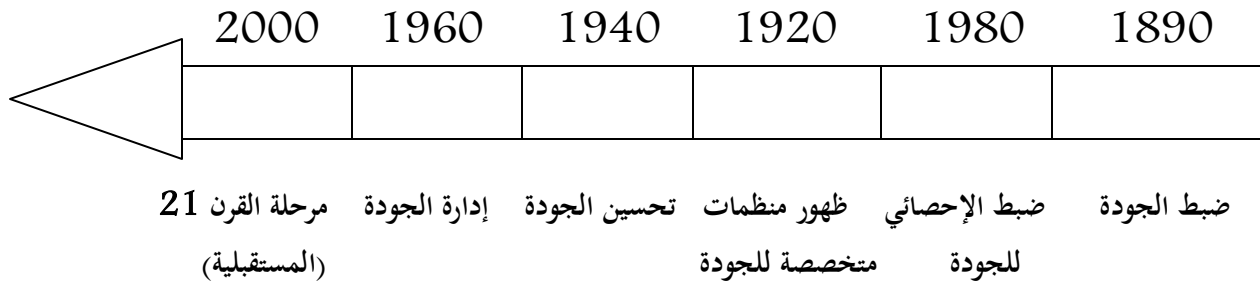 1890 1980 1920 1940 1960 2000
ضبط الجودة ضبط الإحصائي ظهور منظمات تحسين الجودة إدارة الجودة مرحلة القرن 21
للجودة متخصصة للجودة (المستقبلية)